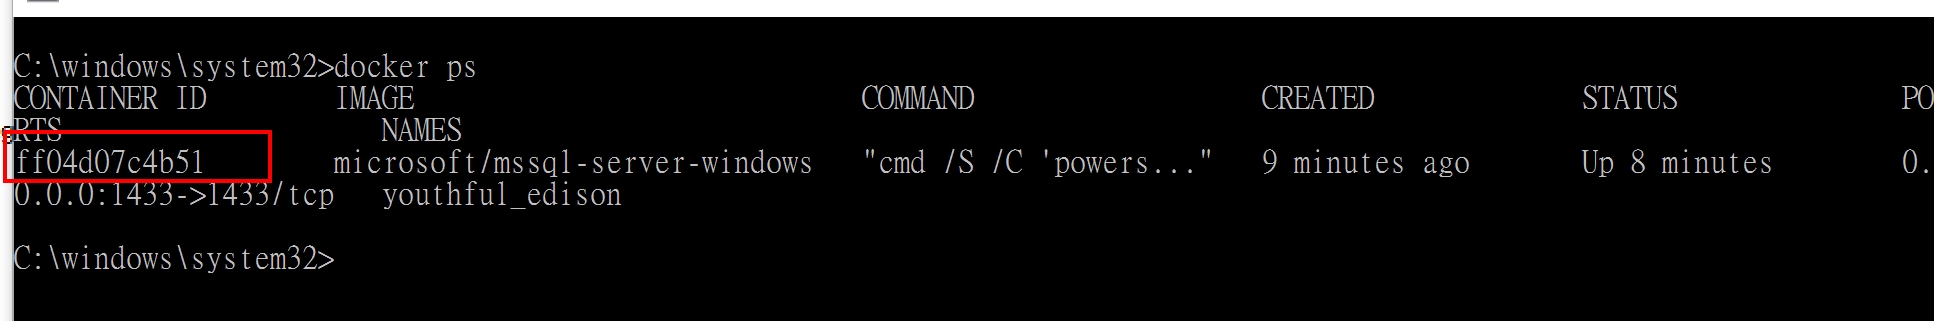 C:\windows\system32>docker ps
CONTAINER ID        IMAGE                             COMMAND                  CREATED             STATUS              PO
RTS                    NAMES
ff04d07c4b51        microsoft/mssql-server-windows   "cmd /S /C 'powers..."   9 minutes ago       Up 8 minutes        0.
0.0.0:1433->1433/tcp   youthful_edison
C:\windows\system32>